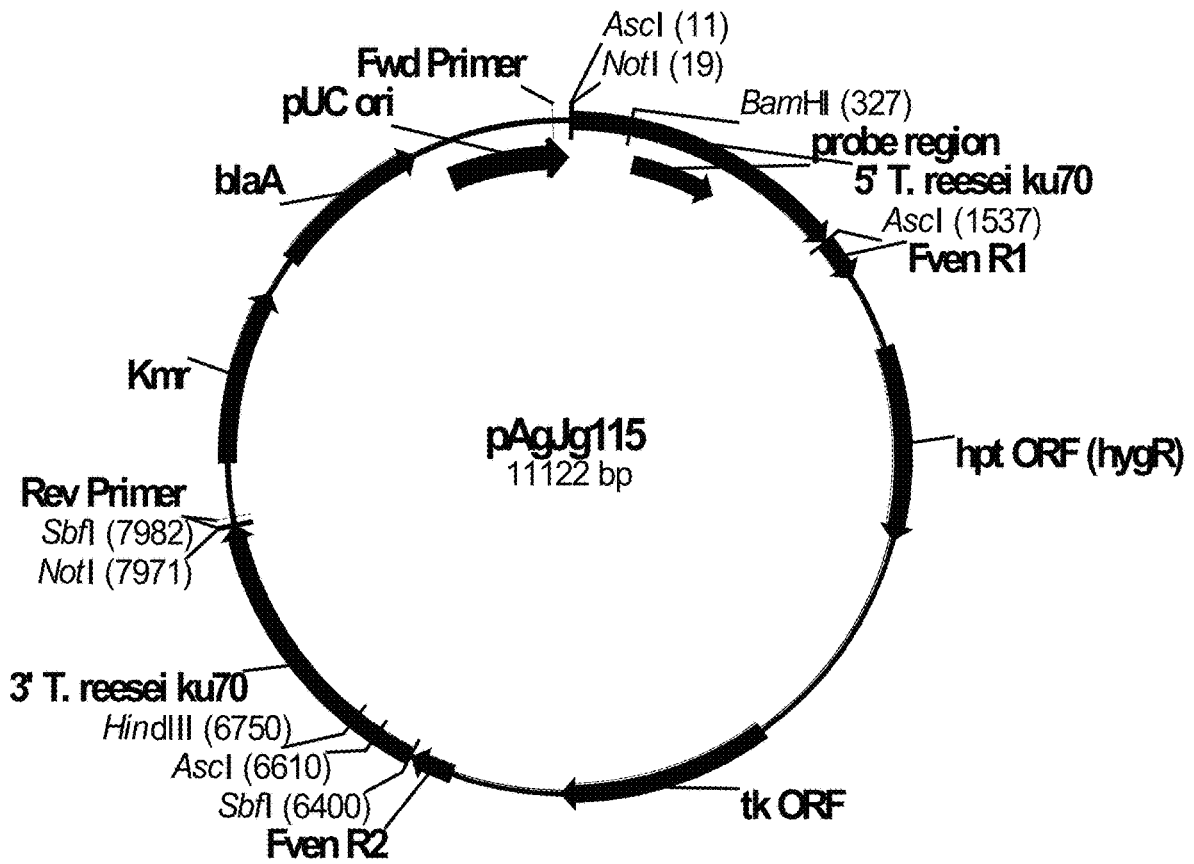 AscI (11)
Fwd Primer
NotI (19)
pUC ori
BamHI (327)
probe region
blaA
5' T. reesei ku70
AscI (1537)
Fven R1
Kmr
pAgJg115
11122 bp
hpt ORF (hygR)
Rev Primer
SbfI (7982)
NotI (7971)
3' T. reesei ku70
HindIII (6750)
AscI (6610)
SbfI (6400)
tk ORF
Fven R2